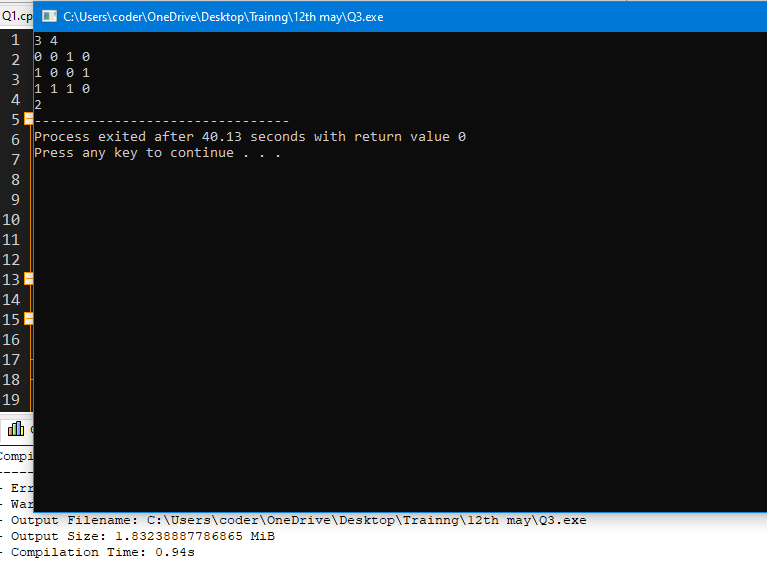 Q1.cp
C:\Users\coder\OneDrive\Desktop\Trainng\12th may\Q3.exe
1
2
3
4
5
6
7
8
9
10
11
12
13
14
15
16
17
18
19
3 4
0 0 1 0
1 0 0 1
1 1 1 0
2
--------------------------------
Process exited after 40.13 seconds with return value 0
Press any key to continue . . .
Compi
-----
- Err
- War
- Output Filename: C:\Users\coder\OneDrive\Desktop\Trainng\12th may\Q3.exe
- Output Size: 1.83238887786865 MiB
- Compilation Time: 0.94s